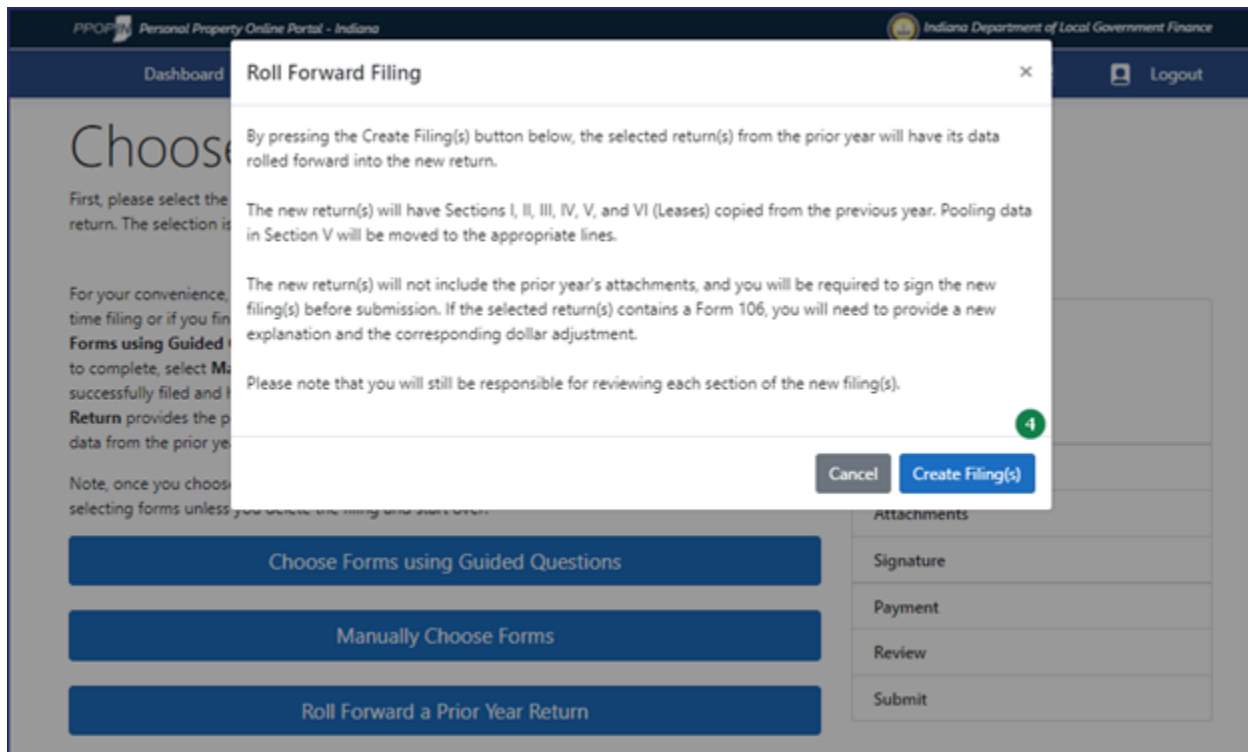 PPOP IN Personal Property Online Portal - Indiana
Indiana Department of Local Government Finance
Dashboard
Logout
Roll Forward Filing
×
By pressing the Create Filing(s) button below, the selected return(s) from the prior year will have its data
rolled forward into the new return.
The new return(s) will have Sections I, II, III, IV, V, and VI (Leases) copied from the previous year. Pooling data
in Section V will be moved to the appropriate lines.
The new return(s) will not include the prior year's attachments, and you will be required to sign the new
filing(s) before submission. If the selected return(s) contains a Form 106, you will need to provide a new
explanation and the corresponding dollar adjustment.
Please note that you will still be responsible for reviewing each section of the new filing(s).
4
Cancel
Create Filing(s)
Choose
First, please select the
return. The selection is
For your convenience,
time filing or if you fin
Forms using Guided
to complete, select
successfully filed and
Return provides the
data from the prior
Note, once you choose
selecting forms unless you delete the filing and start over.
Choose Forms using Guided Questions
Manually Choose Forms
Roll Forward a Prior Year Return
Attachments
Signature
Payment
Review
Submit